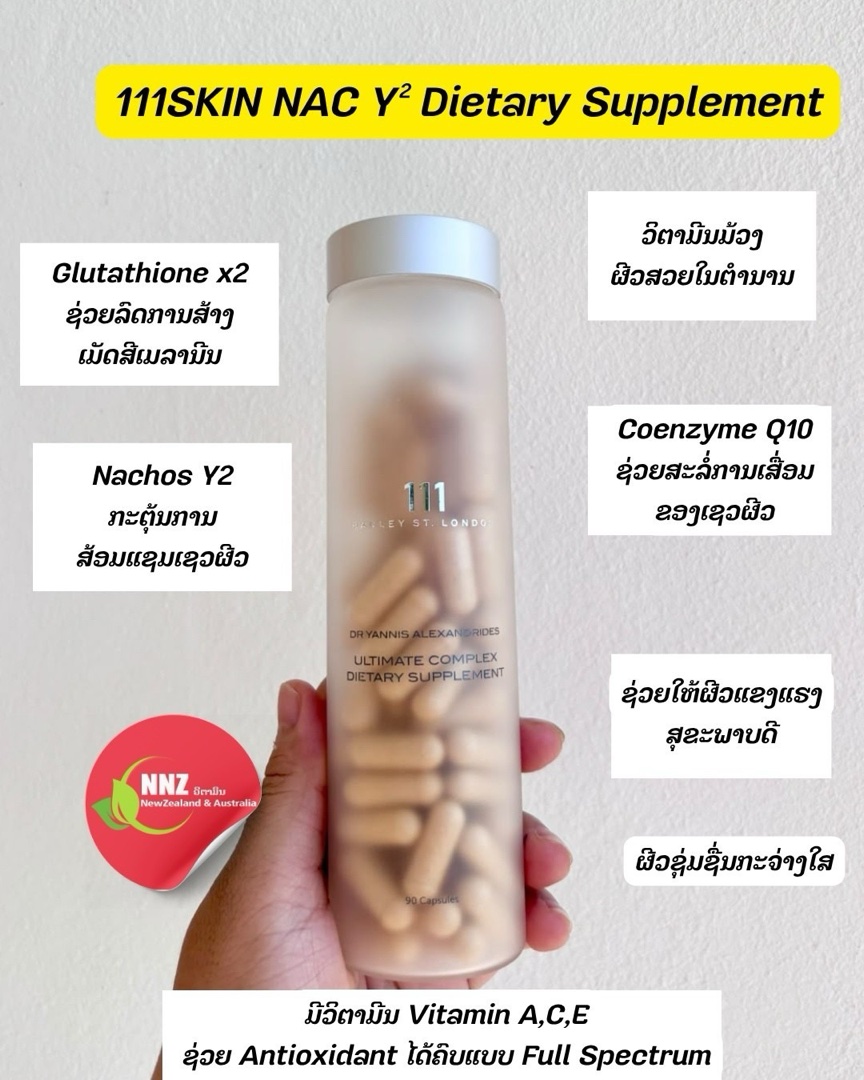 111SKIN NAC Y² Dietary Supplement
ວິຕາມີນມ້ວງ
ຜິວສວຍໃນຕຳນານ
Glutathione x2
ຊ່ວຍລົດການສ້າງ
ເມັດສີເມລານີນ
Coenzyme Q10
ຊ່ວຍສະລໍ່ການເສື່ອມ
ຂອງເຊວຜິວ
Nachos Y2
ກະຕຸ້ນການ
ສ້ອມແຊມເຊວຜິວ
111
HARLEY ST. LONDO
DR YANNIS ALEXANDRIDES
ULTIMATE COMPLEX
DIETARY SUPPLEMENT
ຊ່ວຍໃຫ້ຜິວແຂງແຮງ
ສຸຂະພາບດີ
NNZ ວິຕາມິນ
NewZealand & Australia
ຜິວຊຸ່ມຊື່ນກະຈ່າງໃສ
90 Capsules
ມີວິຕາມີນ Vitamin A,C,E
ຊ່ວຍ Antioxidant ໄດ້ຄົບແບບ Full Spectrum